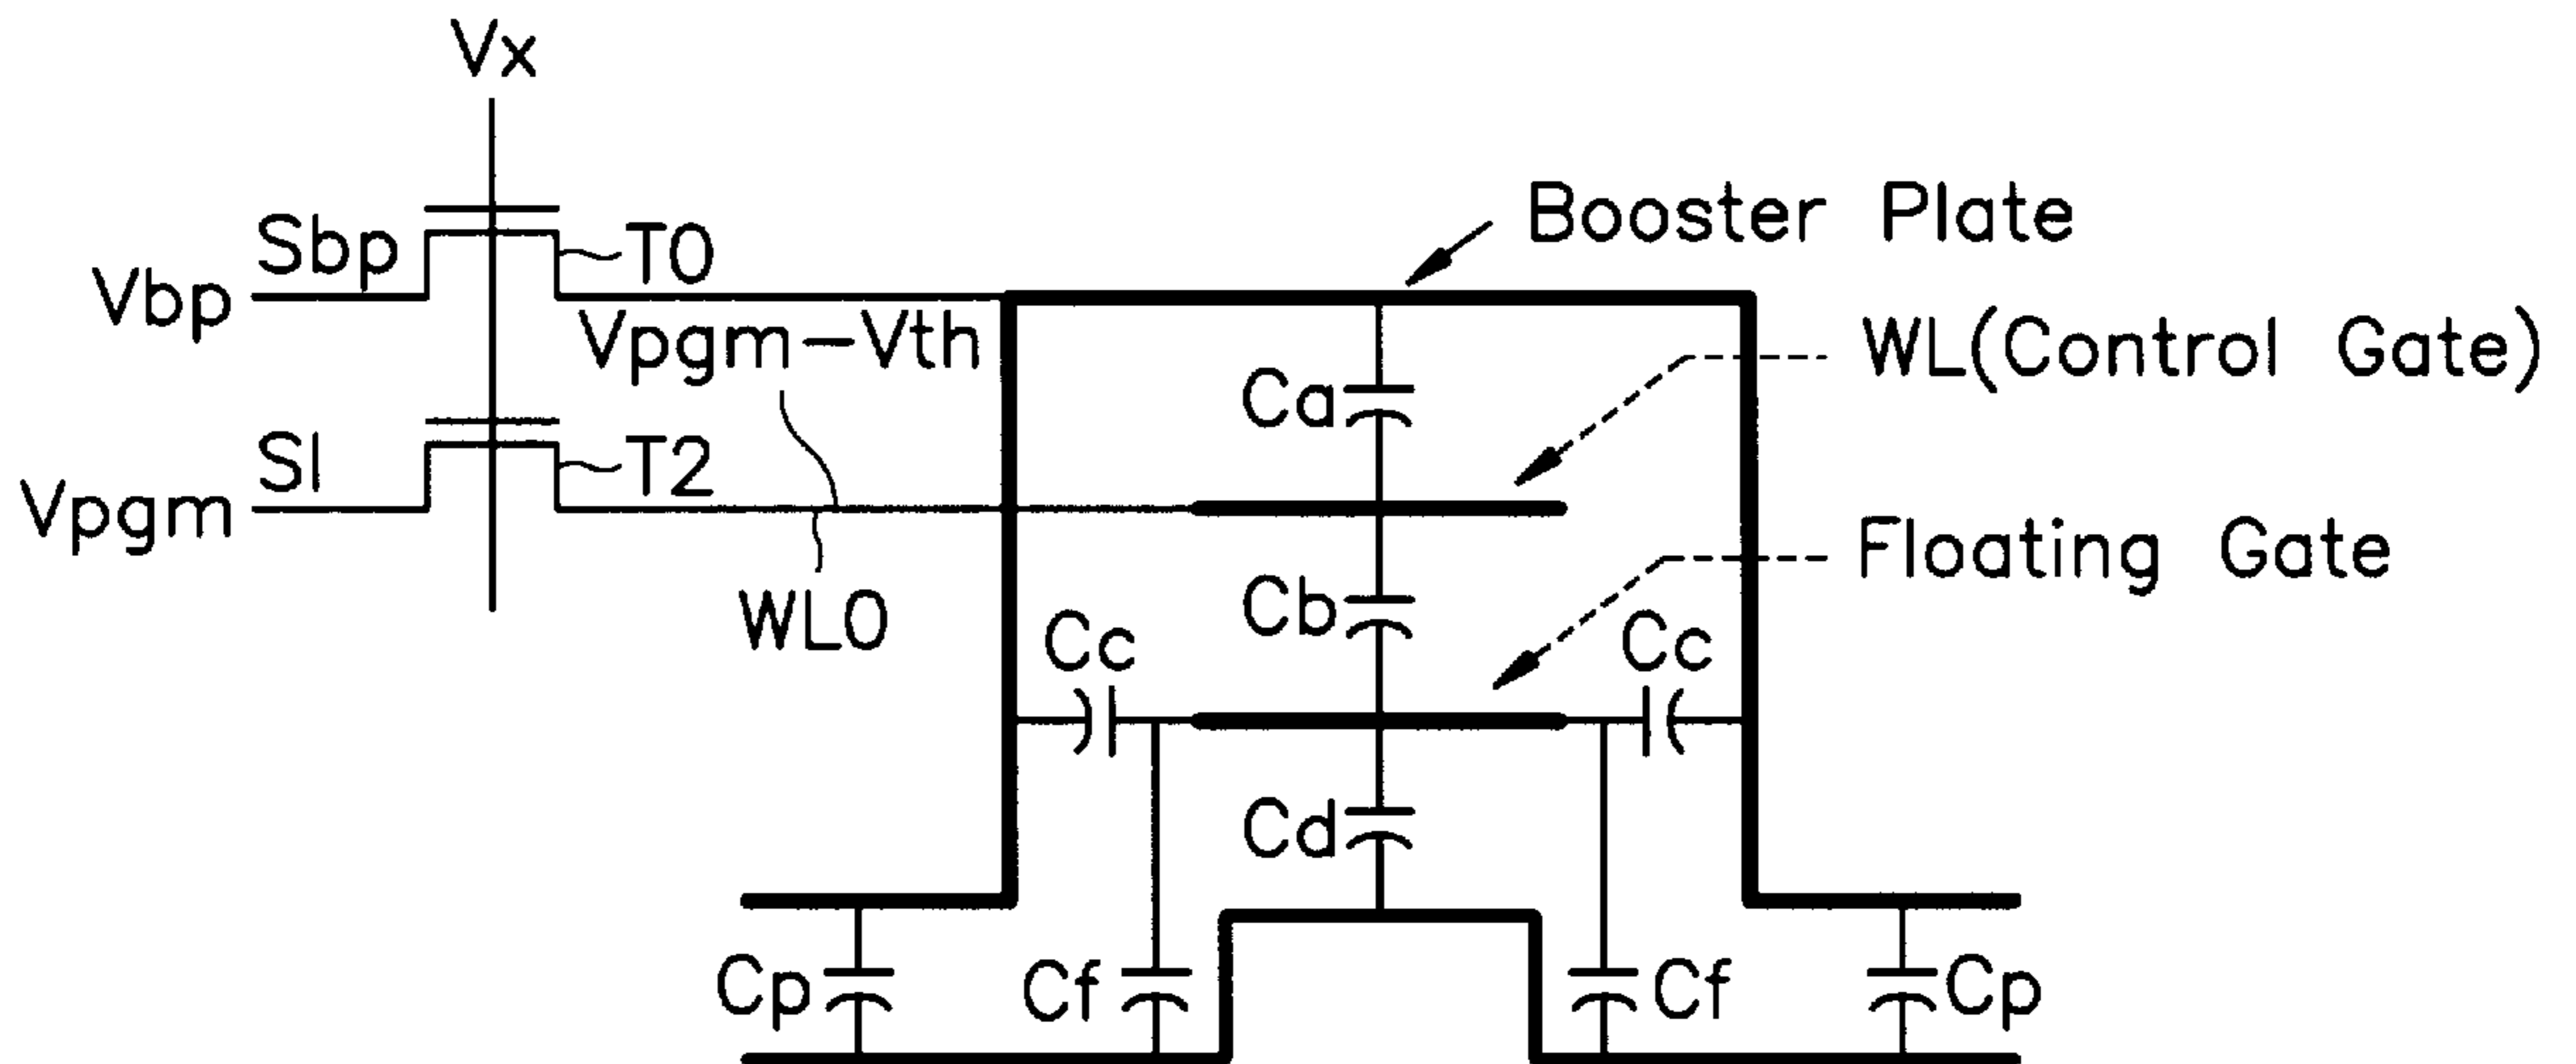 Vx
Booster Plate
Sbp
T0
Vbp
Vpgm-Vth
WL(Control Gate)
Ca
Sl
T2
Vpgm
Floating Gate
WL0
Cb
Cc
Cc
Cd
Cp
Cf
Cf
Cp